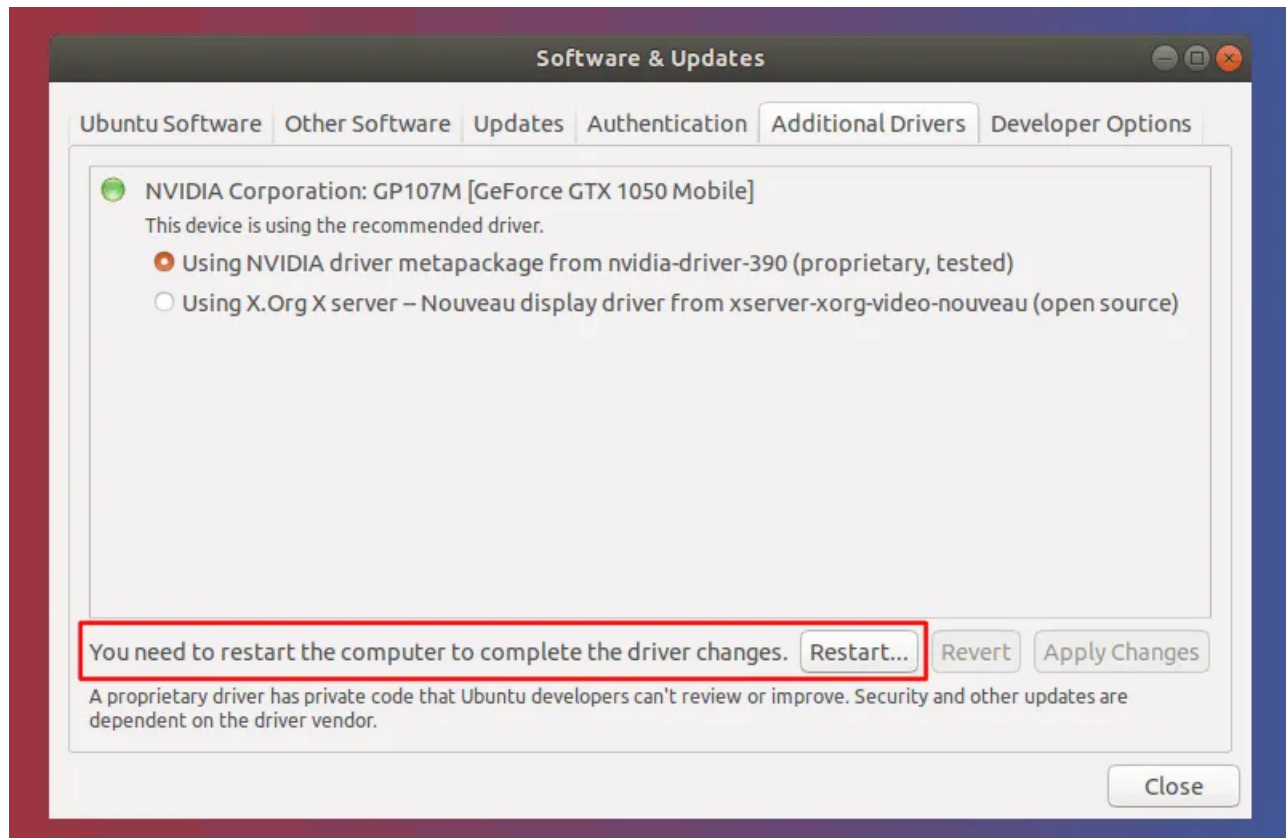 Software & Updates
Ubuntu Software Other Software Updates Authentication Additional Drivers Developer Options
NVIDIA Corporation: GP107M [GeForce GTX 1050 Mobile]
This device is using the recommended driver.
Using NVIDIA driver metapackage from nvidia-driver-390 (proprietary, tested)
Using X.Org X server – Nouveau display driver from xserver-xorg-video-nouveau (open source)
You need to restart the computer to complete the driver changes. Restart... Revert Apply Changes
A proprietary driver has private code that Ubuntu developers can't review or improve. Security and other updates are
dependent on the driver vendor.
Close